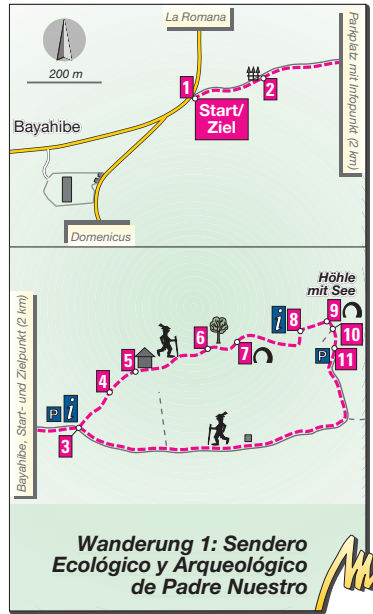 La Romana
200 m
Parkplatz mit Infopunkt (2 km)
1
2
Start/
Ziel
Bayahibe
Domenicus
Bayahibe, Start- und Zielpunkt (2 km)
Höhle
mit See
9
i
8
10
6
7
P
11
5
4
P
i
3
Wanderung 1: Sendero
Ecológico y Arqueológico
de Padre Nuestro